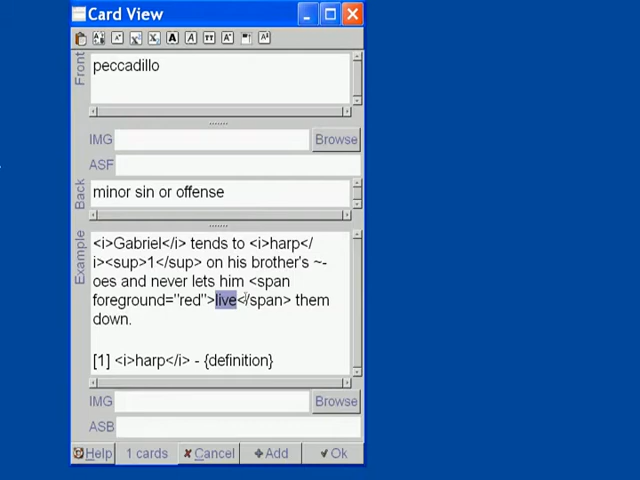 Card View
Front
peccadillo
IMG
Browse
ASF
Back
minor sin or offense
Example
<i>Gabriel</i> tends to <i>harp</
i><sup>1</sup> on his brother's ~-
oes and never lets him <span
foreground="red">live</span> them
down.
[1] <i>harp</i> - {definition}
IMG
Browse
ASB
Help
1 cards
Cancel
Add
Ok